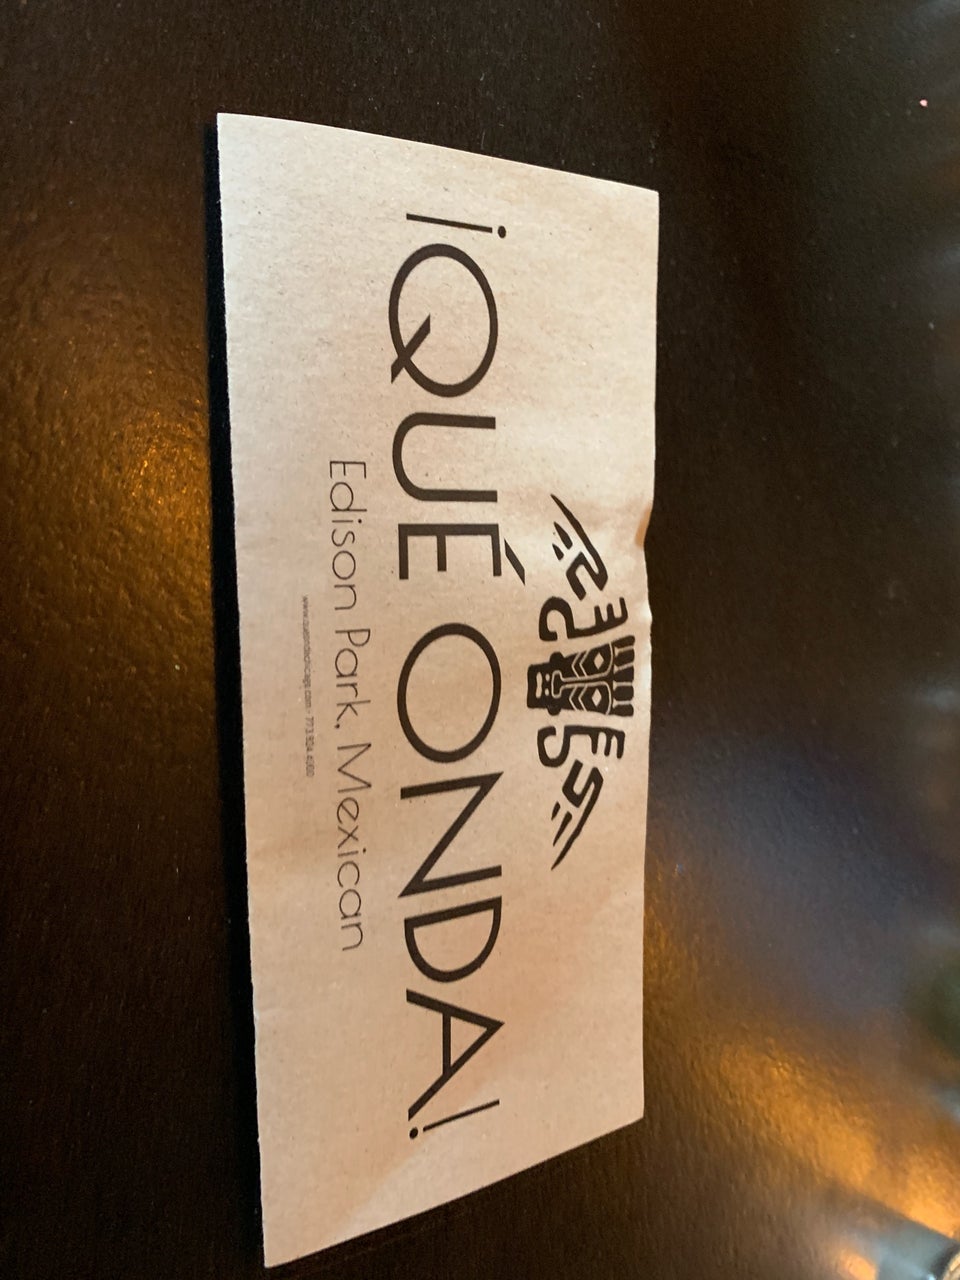 ¡QUÉ ONDA!
Edison Park, Mexican